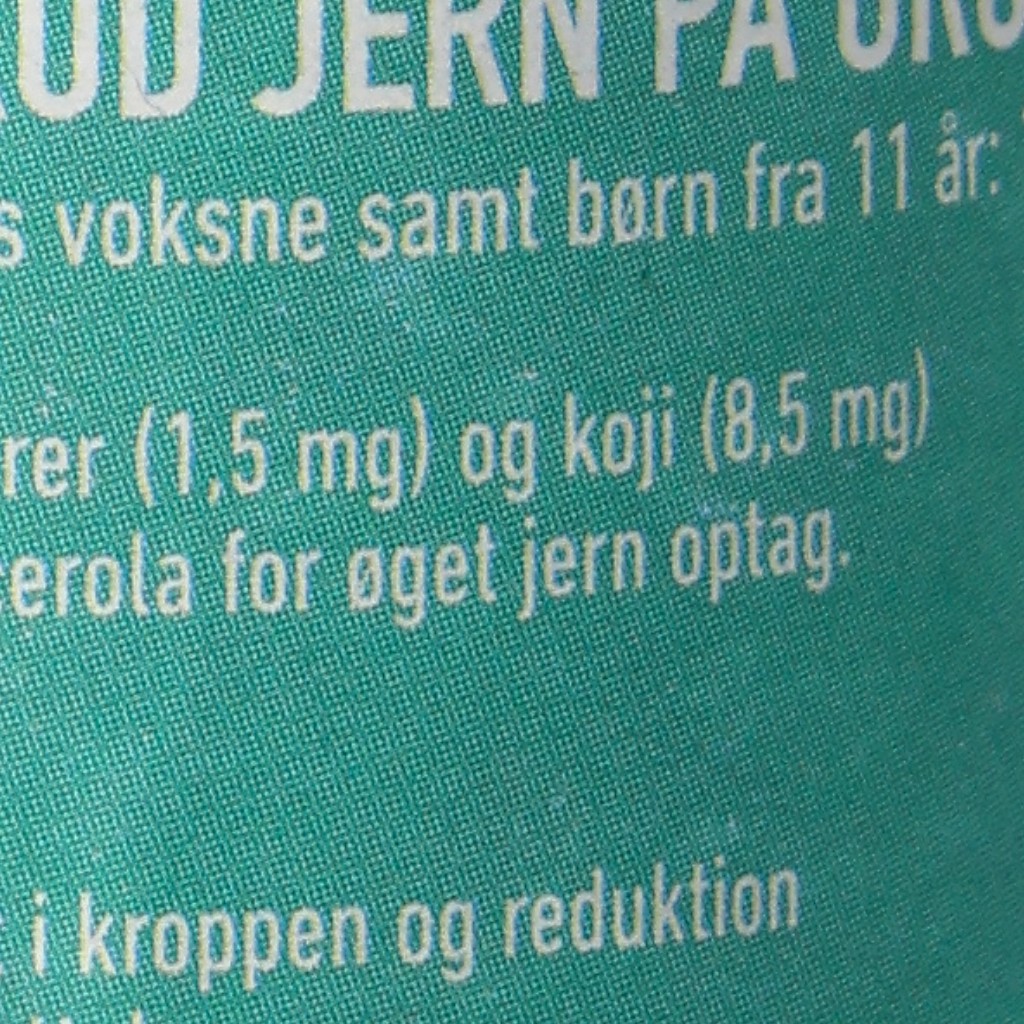 JERN PÅ
voksne samt børn fra 11 år:
(1,5 mg) og koji (8,5 mg)
for øget jern optag.
i kroppen og reduktion